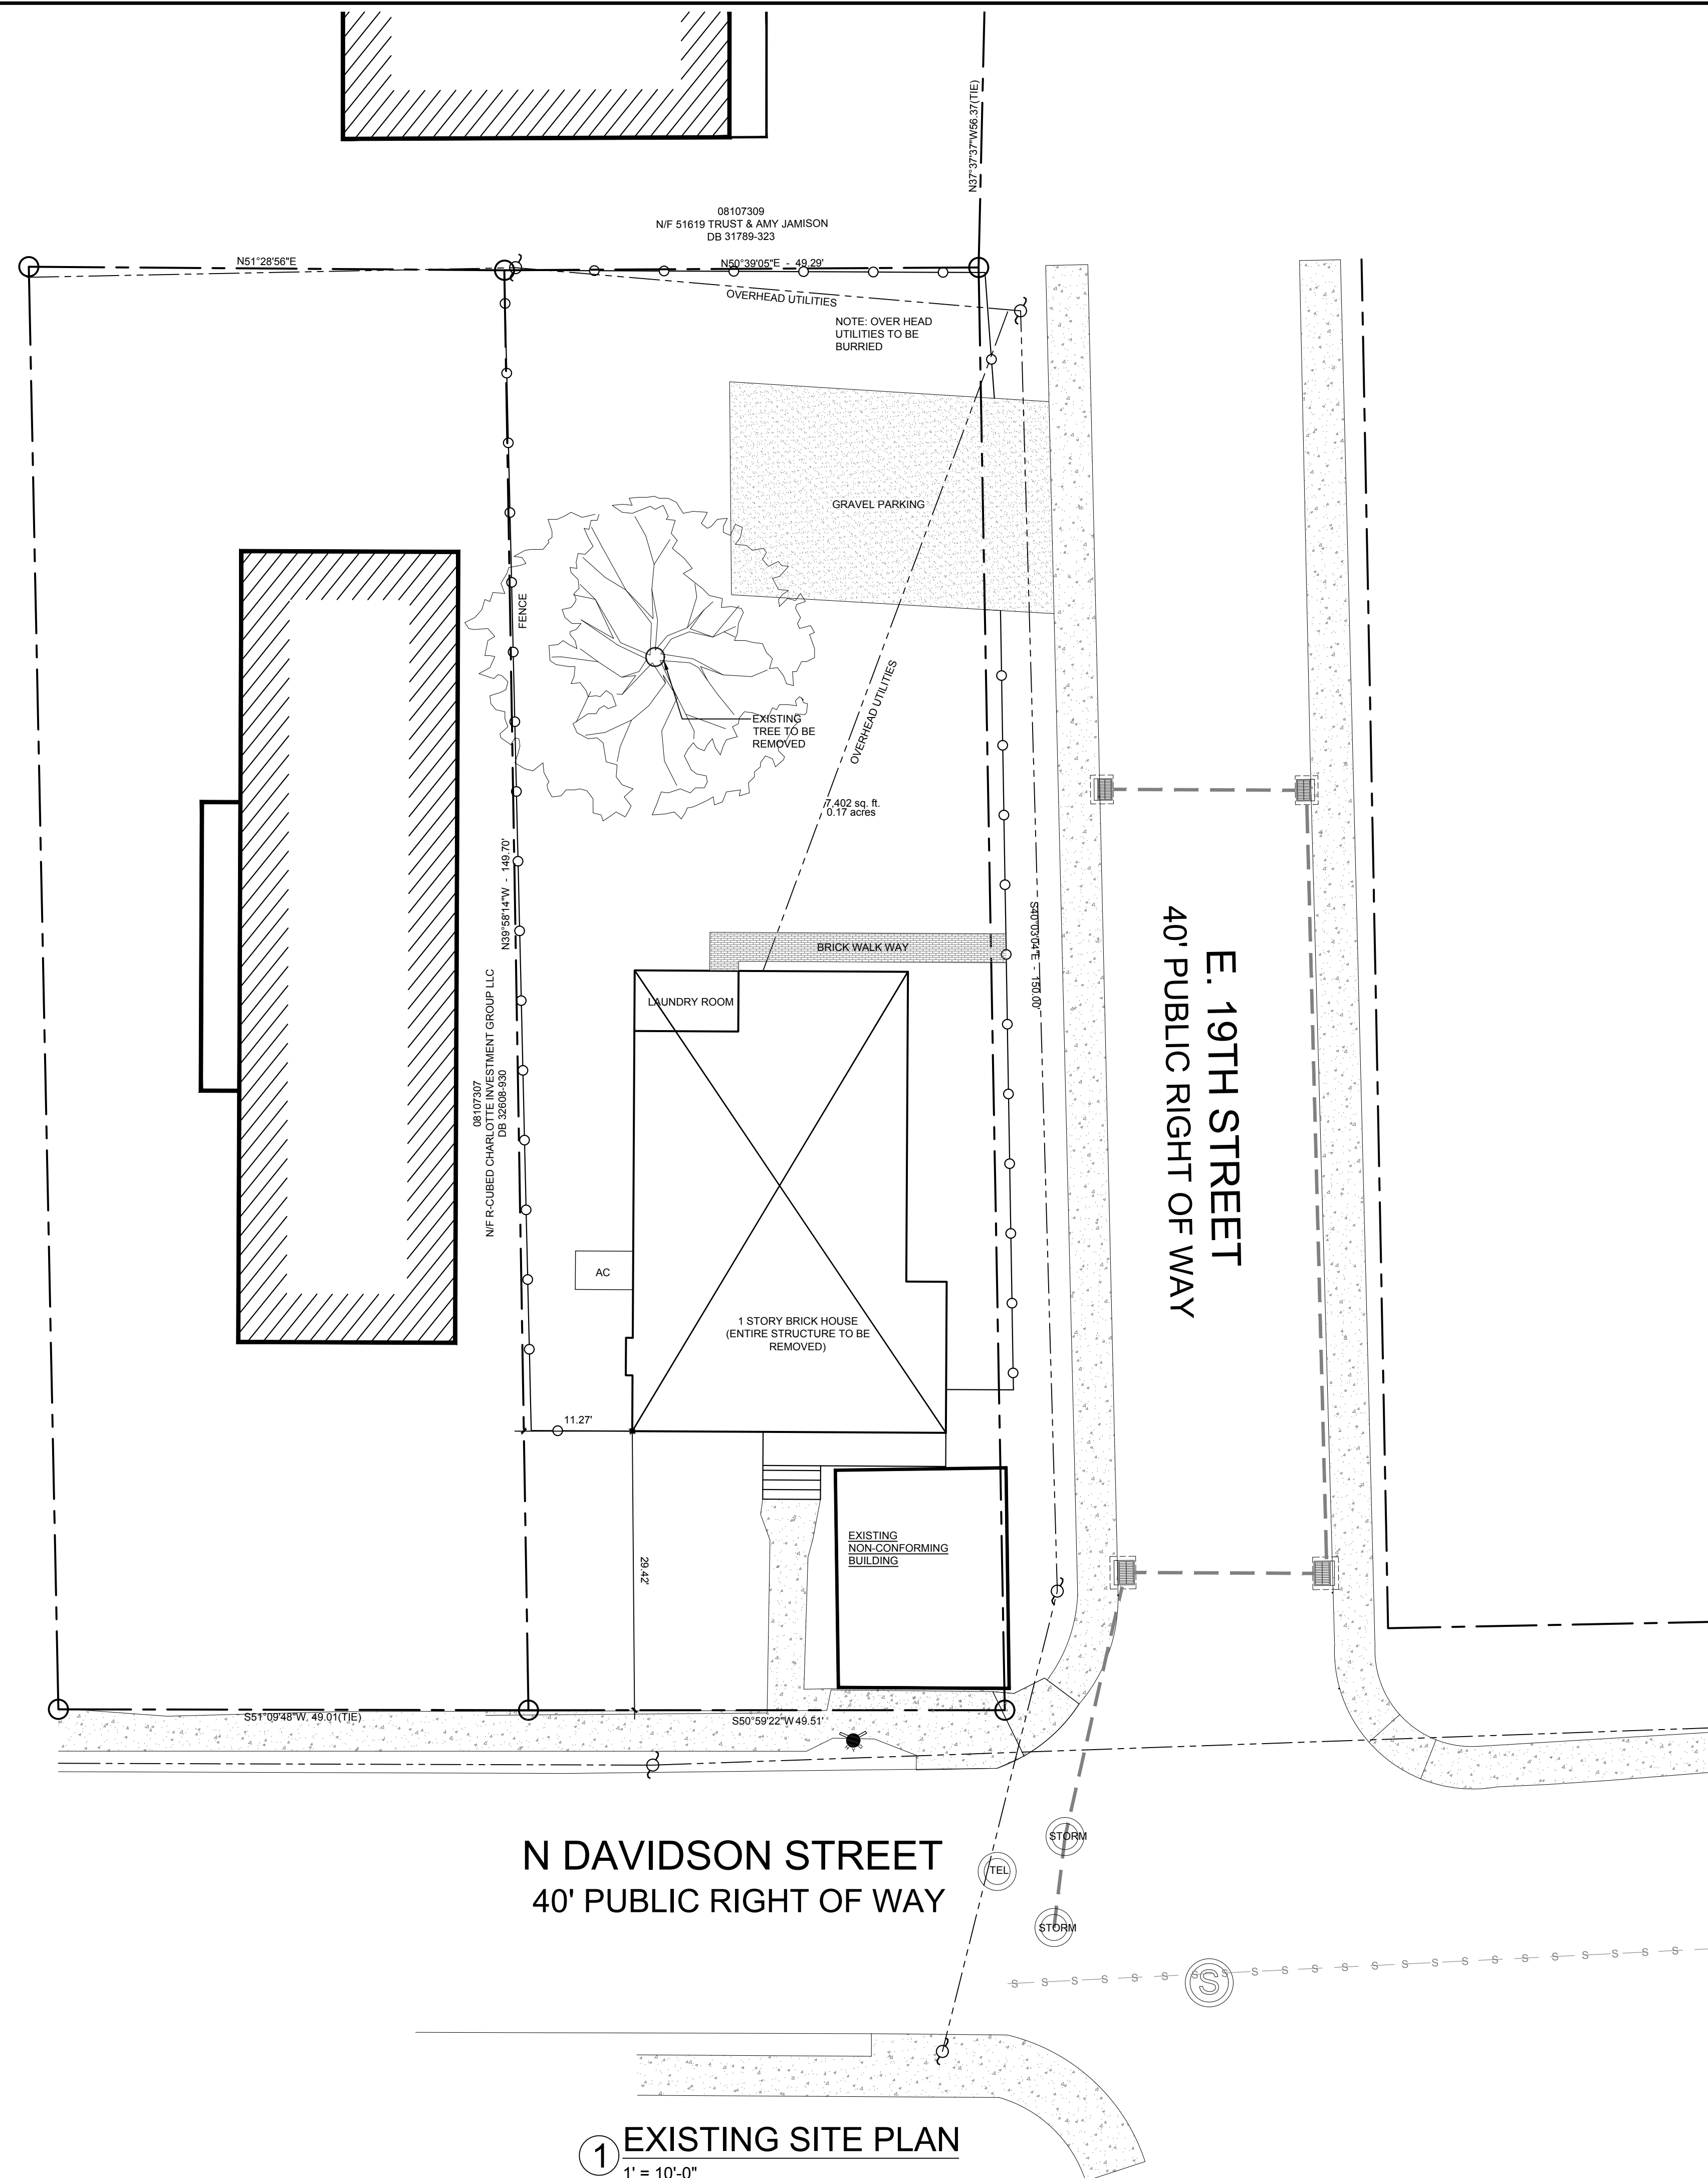 N37°37'37"W56.37(TIE)
08107309
N/F 51619 TRUST & AMY JAMISON
DB 31789-323
N51°28'56"E
N50°39'05"E - 49.29'
OVERHEAD UTILITIES
NOTE: OVER HEAD
UTILITIES TO BE
BURRIED
GRAVEL PARKING
FENCE
EXISTING
TREE TO BE
REMOVED
OVERHEAD UTILITIES
7,402 sq. ft.
0.17 acres
N39°58'14"W - 149.70'
S40°03'04"E - 150.00'
BRICK WALK WAY
LAUNDRY ROOM
E. 19TH STREET
40' PUBLIC RIGHT OF WAY
08107307
N/F R-CUBED CHARLOTTE INVESTMENT GROUP LLC
DB 32608-930
AC
1 STORY BRICK HOUSE
(ENTIRE STRUCTURE TO BE
REMOVED)
11.27'
29.42'
EXISTING
NON-CONFORMING
BUILDING
S51°09'48"W. 49.01(TIE)
S50°59'22"W 49.51'
N DAVIDSON STREET
40' PUBLIC RIGHT OF WAY
STORM
TEL
STORM
S S S S S S S S S S S S S S S S S S S S S S S
S
1
EXISTING SITE PLAN
1' = 10'-0"